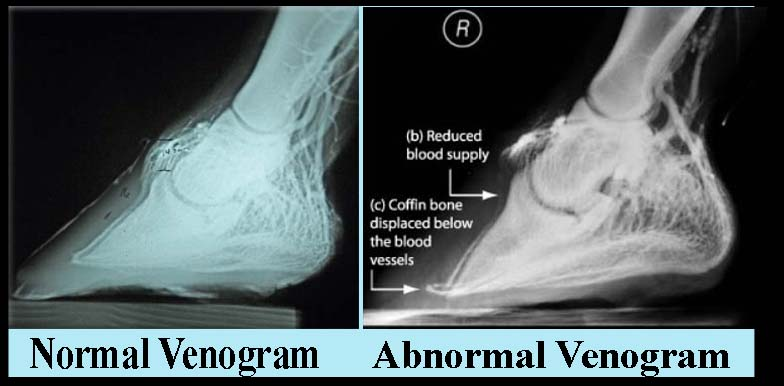 R
(b) Reduced
blood supply
(c) Coffin bone
displaced below
the blood
vessels
Normal Venogram
Abnormal Venogram